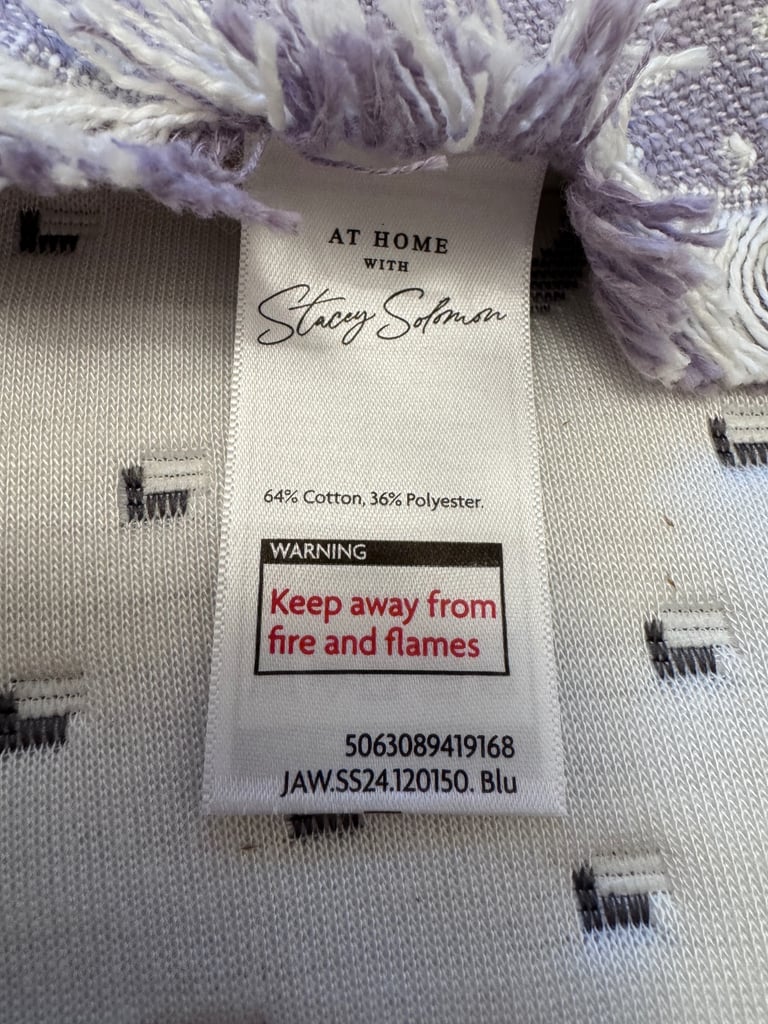 AT HOME
WITH
Stacey Solomon
64% Cotton, 36% Polyester.
WARNING
Keep away from
fire and flames
5063089419168
JAW.SS24.120150. Blu